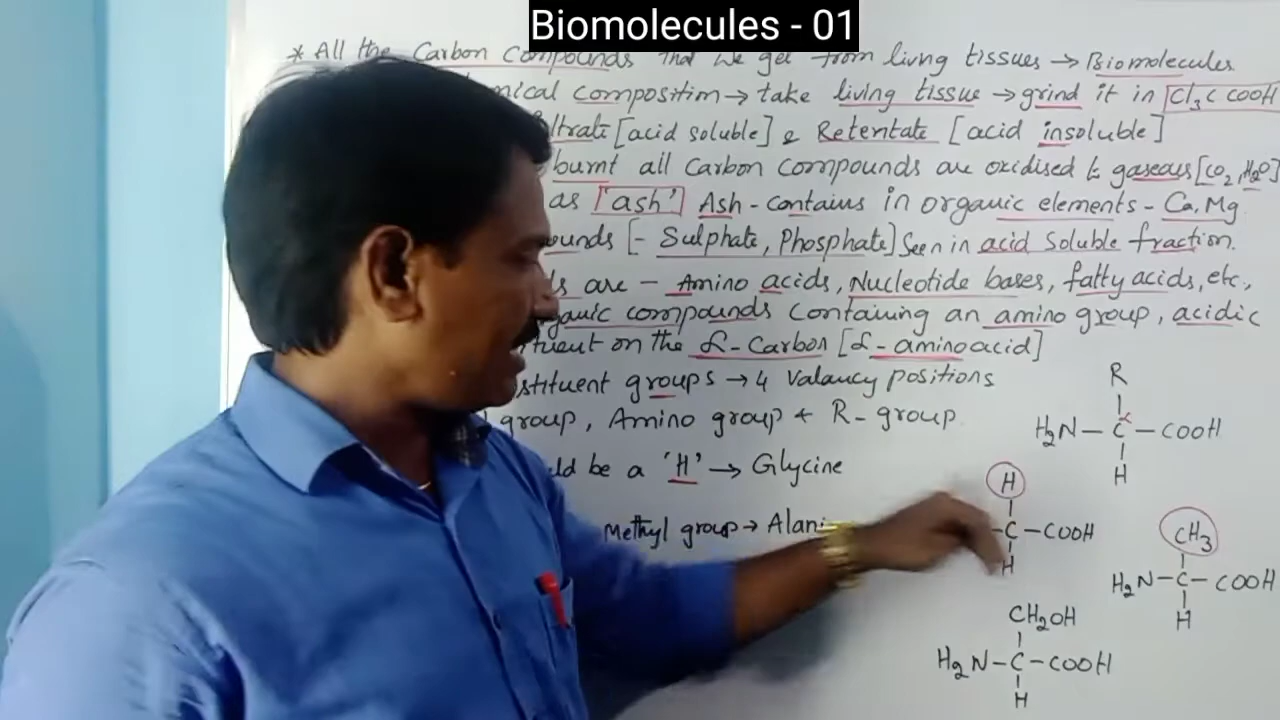 Biomolecules - 01
* All the Carbon Compounds that we get from living tissues → Biomolecules.
mical composition → take living tissue → grind it in Cl3C COOH
ltrate [acid soluble] & Retentate [acid insoluble]
burnt all Carbon compounds are oxidised to gaseous [CO2, H2O]
as 'ash' Ash - contains in organic elements - Ca, Mg.
ounds [- Sulphate, Phosphate] Seen in acid Soluble fraction.
ds are - Amino acids, Nucleotide bases, fatty acids, etc.,
ganic compounds containing an amino group, acidic
tuent on the α-Carbon [α-aminoacid]
stituent groups → 4 Valancy positions
group, Amino group + R-group
ld be a 'H' → Glycine
Methyl group → Alani
R
H2N - C - COOH
α
H
H
C - COOH
H
CH3
H2N - C - COOH
H
CH2OH
H2N - C - COOH
H